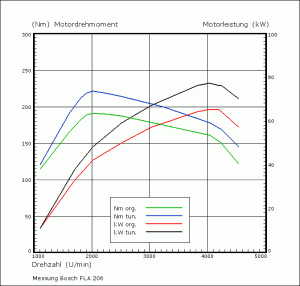 (Nm) Motordrehmoment
Motorleistung (kW)
300
250
200
150
100
50
0
100
80
60
40
20
0
Nm org.
Nm tun.
kW org.
kW tun.
1000
2000
3000
4000
5000
Drehzahl (U/min)
Messung Bosch FLA 206